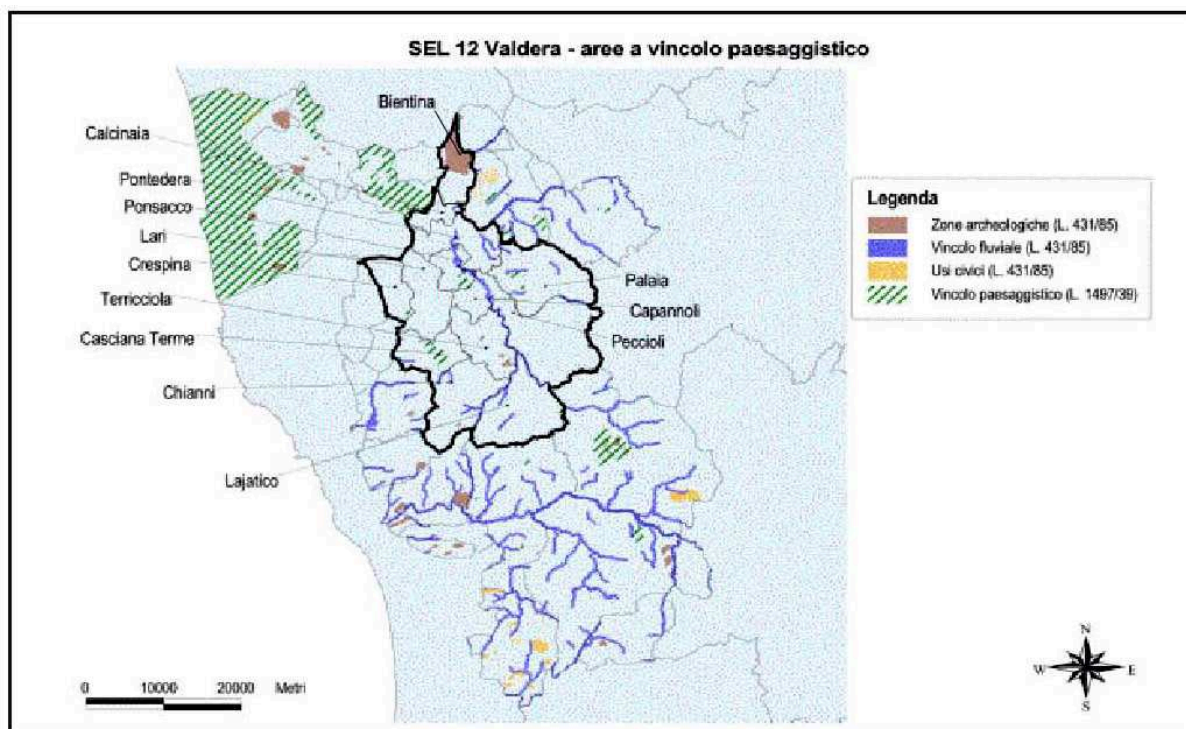 SEL 12 Valdera - aree a vincolo paesaggistico
Bientina
Calcinaia
Pontedera
Ponsacco
Lari
Crespina
Terricciola
Casciana Terme
Chianni
Lajatico
Palaia
Capannoli
Peccioli
Legenda
Zone archeologiche (L. 431/85)
Vincolo fluviale (L. 431/85)
Usi civici (L. 431/85)
Vincolo paesaggistico (L. 1497/39)
0 10000 20000 Metri
N
W E
S